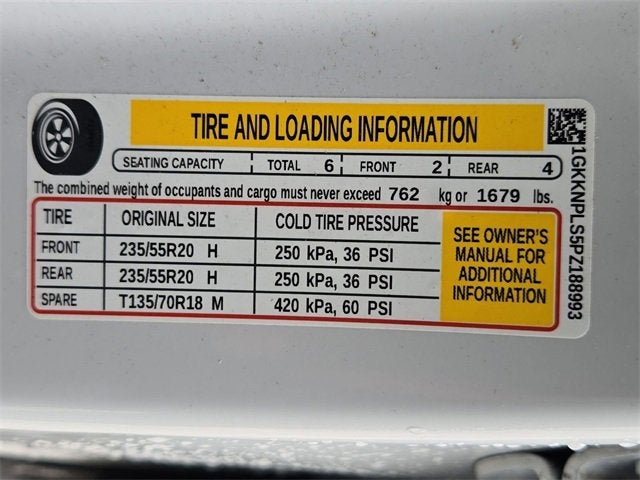 TIRE AND LOADING INFORMATION
SEATING CAPACITY TOTAL 6 FRONT 2 REAR 4
The combined weight of occupants and cargo must never exceed 762 kg or 1679 lbs.
TIRE ORIGINAL SIZE COLD TIRE PRESSURE
FRONT 235/55R20 H 250 kPa, 36 PSI
REAR 235/55R20 H 250 kPa, 36 PSI
SPARE T135/70R18 M 420 kPa, 60 PSI
SEE OWNER'S
MANUAL FOR
ADDITIONAL
INFORMATION
1GKKNPLS5PZ188993